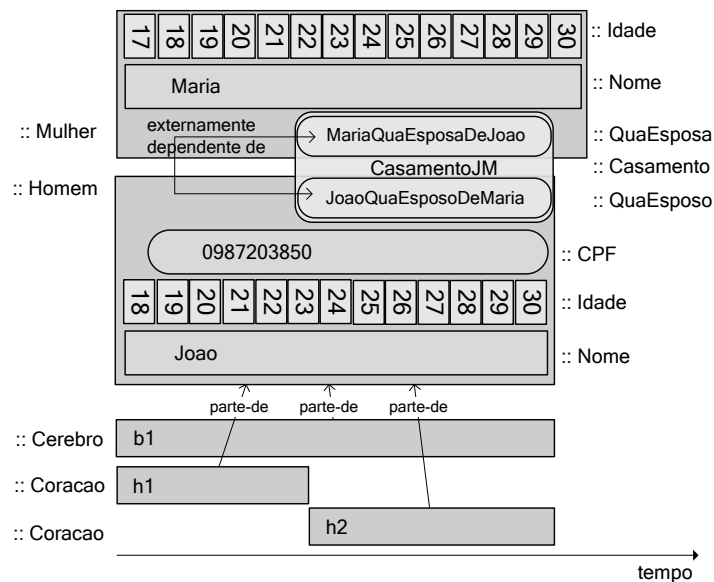 17 18 19 20 21 22 23 24 25 26 27 28 29 30 :: Idade
Maria :: Nome
:: Mulher
externamente
dependente de
MariaQuaEsposaDeJoao :: QuaEsposa
CasamentoJM :: Casamento
:: Homem
JoaoQuaEsposoDeMaria :: QuaEsposo
0987203850 :: CPF
18 19 20 21 22 23 24 25 26 27 28 29 30 :: Idade
Joao :: Nome
parte-de parte-de parte-de
:: Cerebro b1
:: Coracao h1
:: Coracao h2
tempo